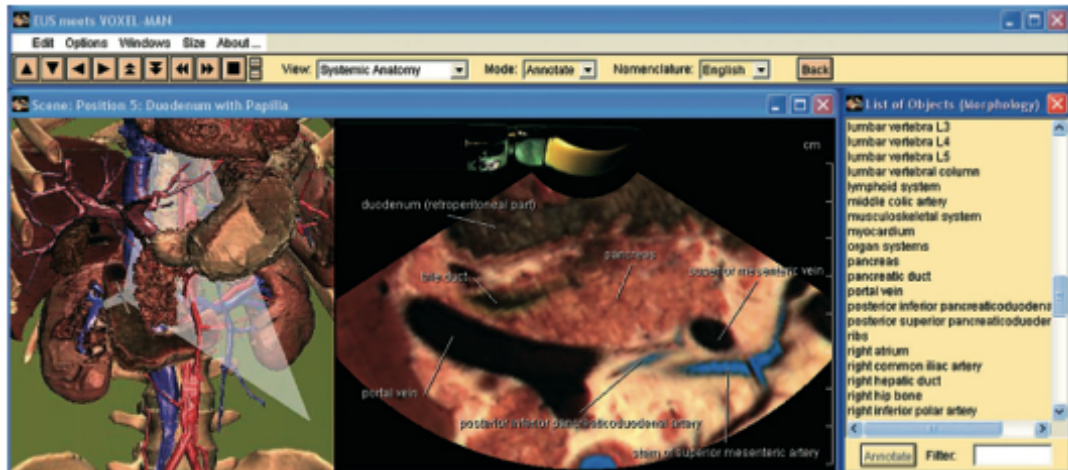 EUS meets VOXEL-MAN
Edit Options Windows Size About ...
View: Systemic Anatomy Mode: Annotate Nomenclature: English Back
Scene: Position 5: Duodenum with Papilla
cm
duodenum (retroperitoneal part)
bile duct
pancreas
superior mesenteric vein
portal vein
posterior inferior pancreaticoduodenal artery
stem of superior mesenteric artery
List of Objects (Morphology)
lumbar vertebra L3
lumbar vertebra L4
lumbar vertebra L5
lumbar vertebral column
lymphoid system
middle colic artery
musculoskeletal system
myocardium
organ systems
pancreas
pancreatic duct
portal vein
posterior inferior pancreaticoduodena
posterior superior pancreaticoduoden
ribs
right atrium
right common iliac artery
right hepatic duct
right hip bone
right inferior polar artery
Annotate Filter: